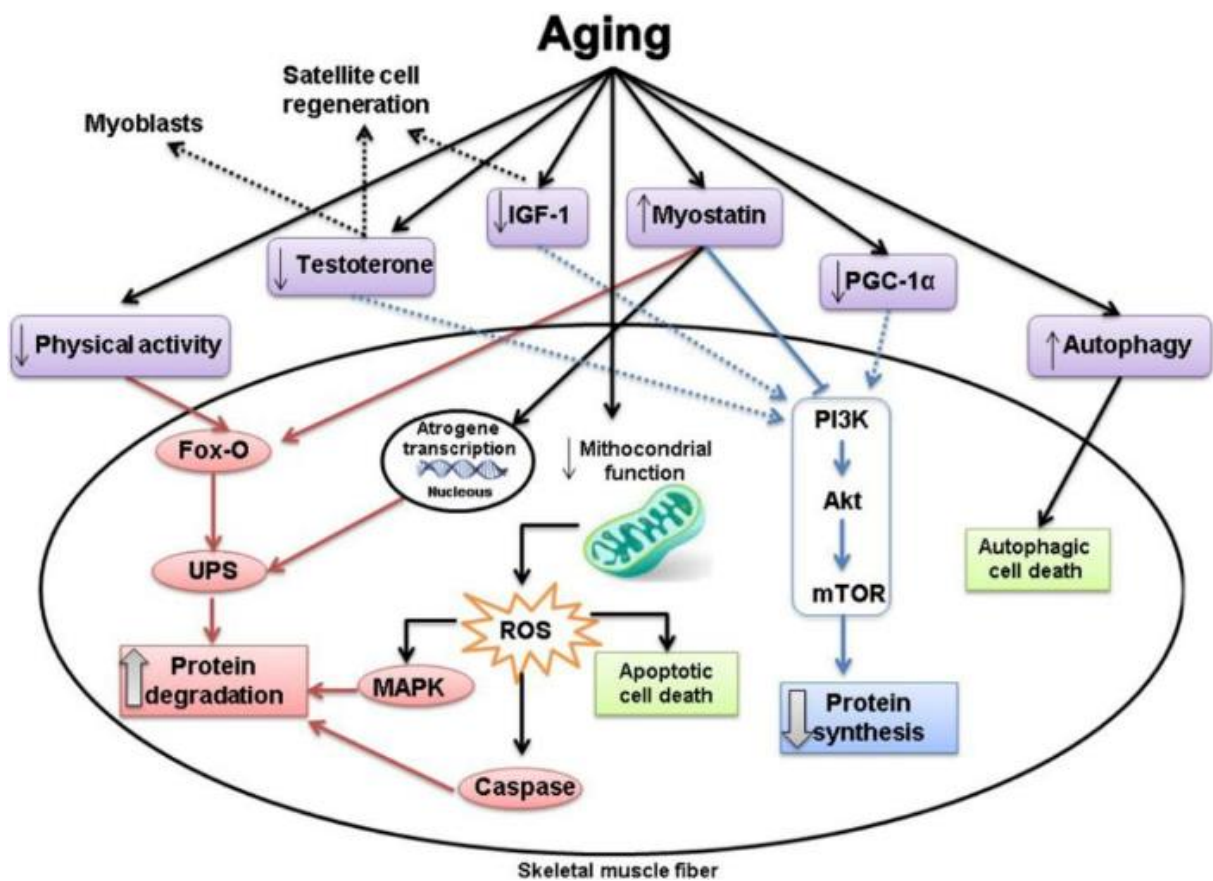 Aging
Satellite cell
regeneration
Myoblasts
↓ IGF-1
↑ Myostatin
↓ Testoterone
↓ PGC-1α
↓ Physical activity
↑ Autophagy
Fox-O
Atrogene
transcription
Nucleous
↓ Mithocondrial
function
PI3K
Akt
mTOR
UPS
Autophagic
cell death
ROS
Protein
degradation
MAPK
Apoptotic
cell death
Protein
synthesis
Caspase
Skeletal muscle fiber